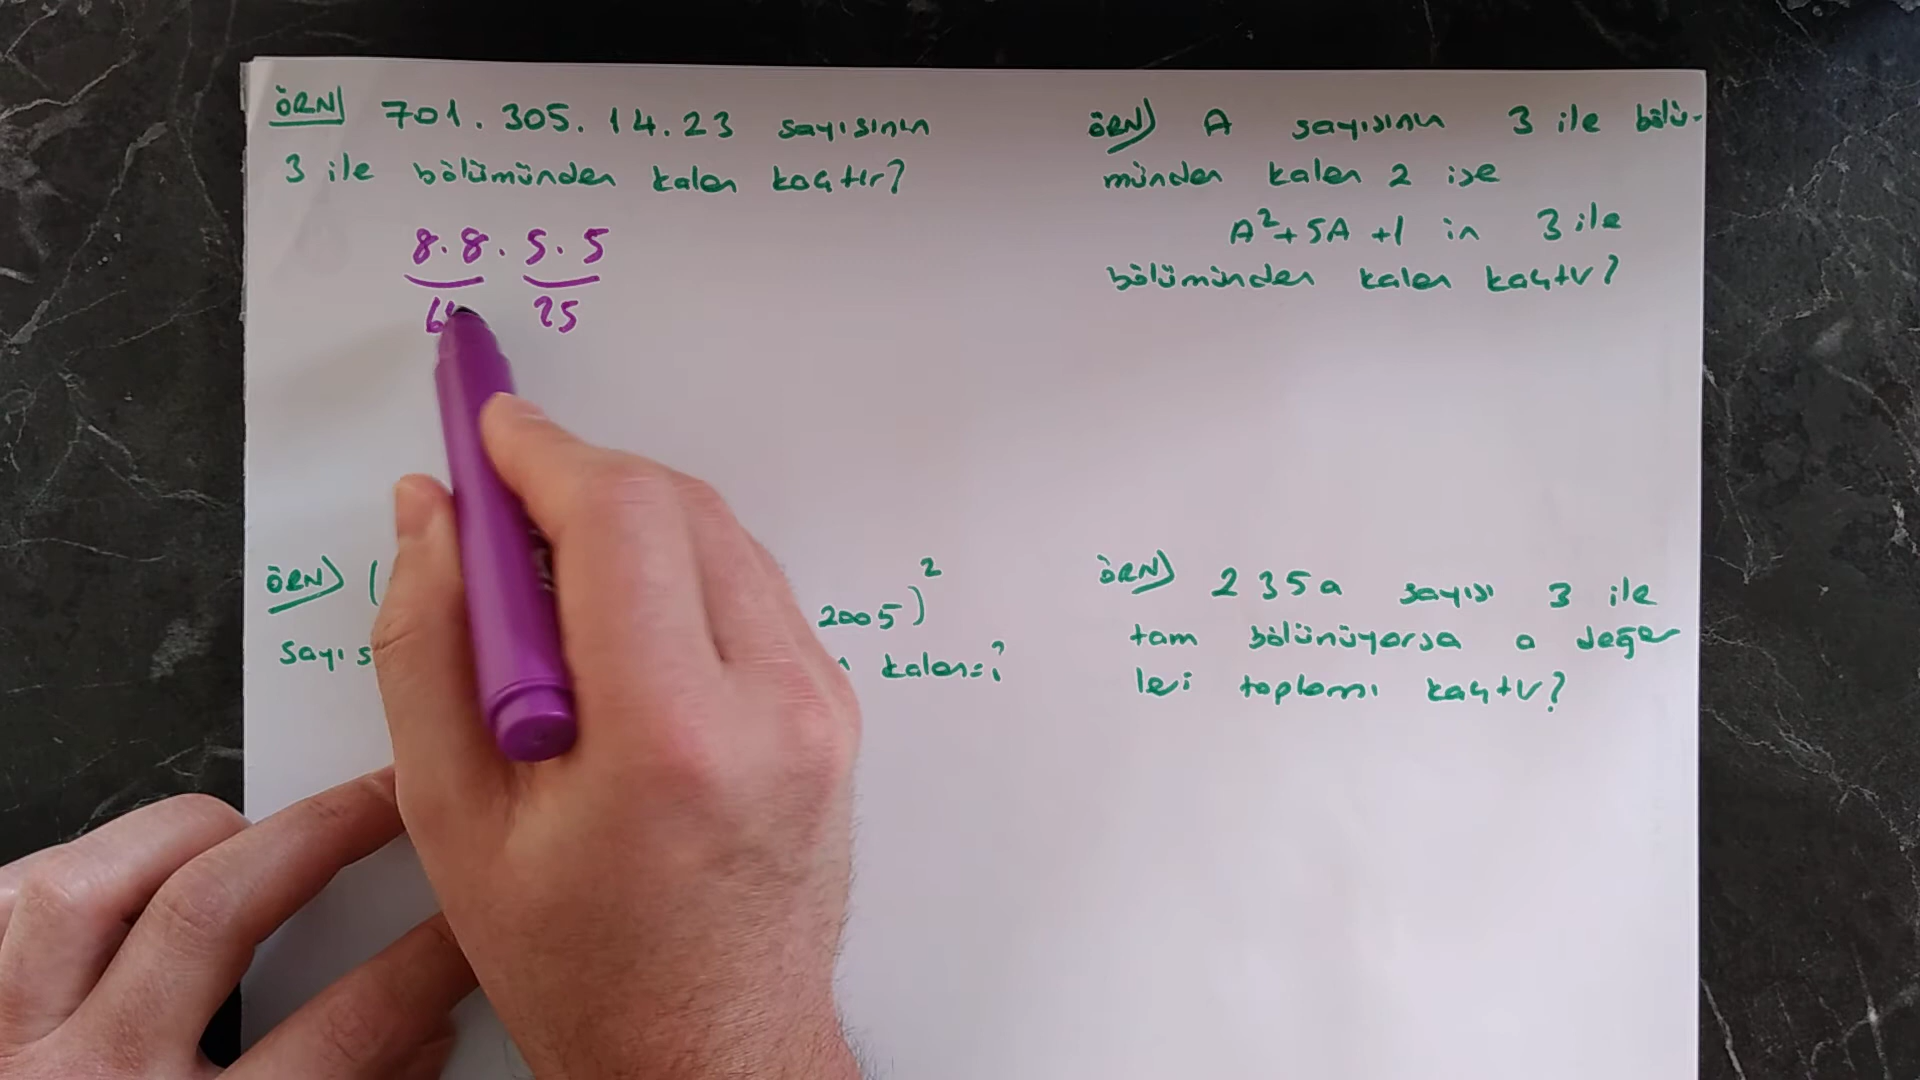 ÖRN) 701.305.14.23 sayısının
3 ile bölümünden kalan kaçtır?
8.8.5.5
64 25
ÖRN) A sayısının 3 ile bölü-
münden kalan 2 ise
A²+5A+1 in 3 ile
bölümünden kalan kaçtır?
ÖRN) ( 2005)²
kalan=?
ÖRN) 235a sayısı 3 ile
tam bölünüyorsa a değer
leri toplamı kaçtır?